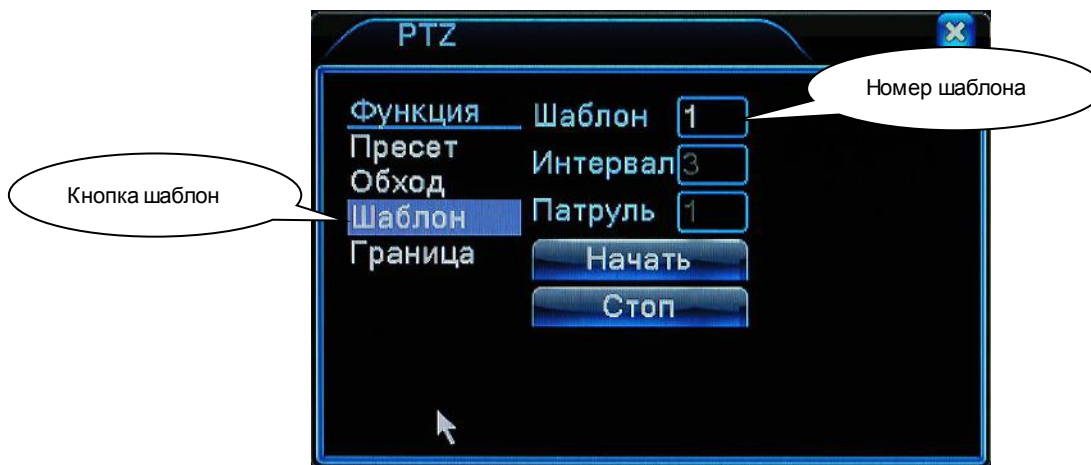 PTZ
Номер шаблона
Функция
Шаблон 1
Пресет
Интервал 3
Обход
Кнопка шаблон
Шаблон
Патруль 1
Граница
Начать
Стоп